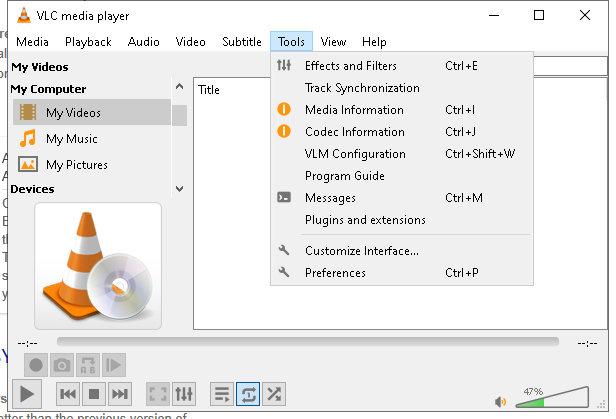 VLC media player
Media Playback Audio Video Subtitle Tools View Help
My Videos
My Computer
My Videos
My Music
My Pictures
Devices
Title
Effects and Filters Ctrl+E
Track Synchronization
Media Information Ctrl+I
Codec Information Ctrl+J
VLM Configuration Ctrl+Shift+W
Program Guide
Messages Ctrl+M
Plugins and extensions
Customize Interface...
Preferences Ctrl+P
--:-- --:--
A B
47%
than the previous version of